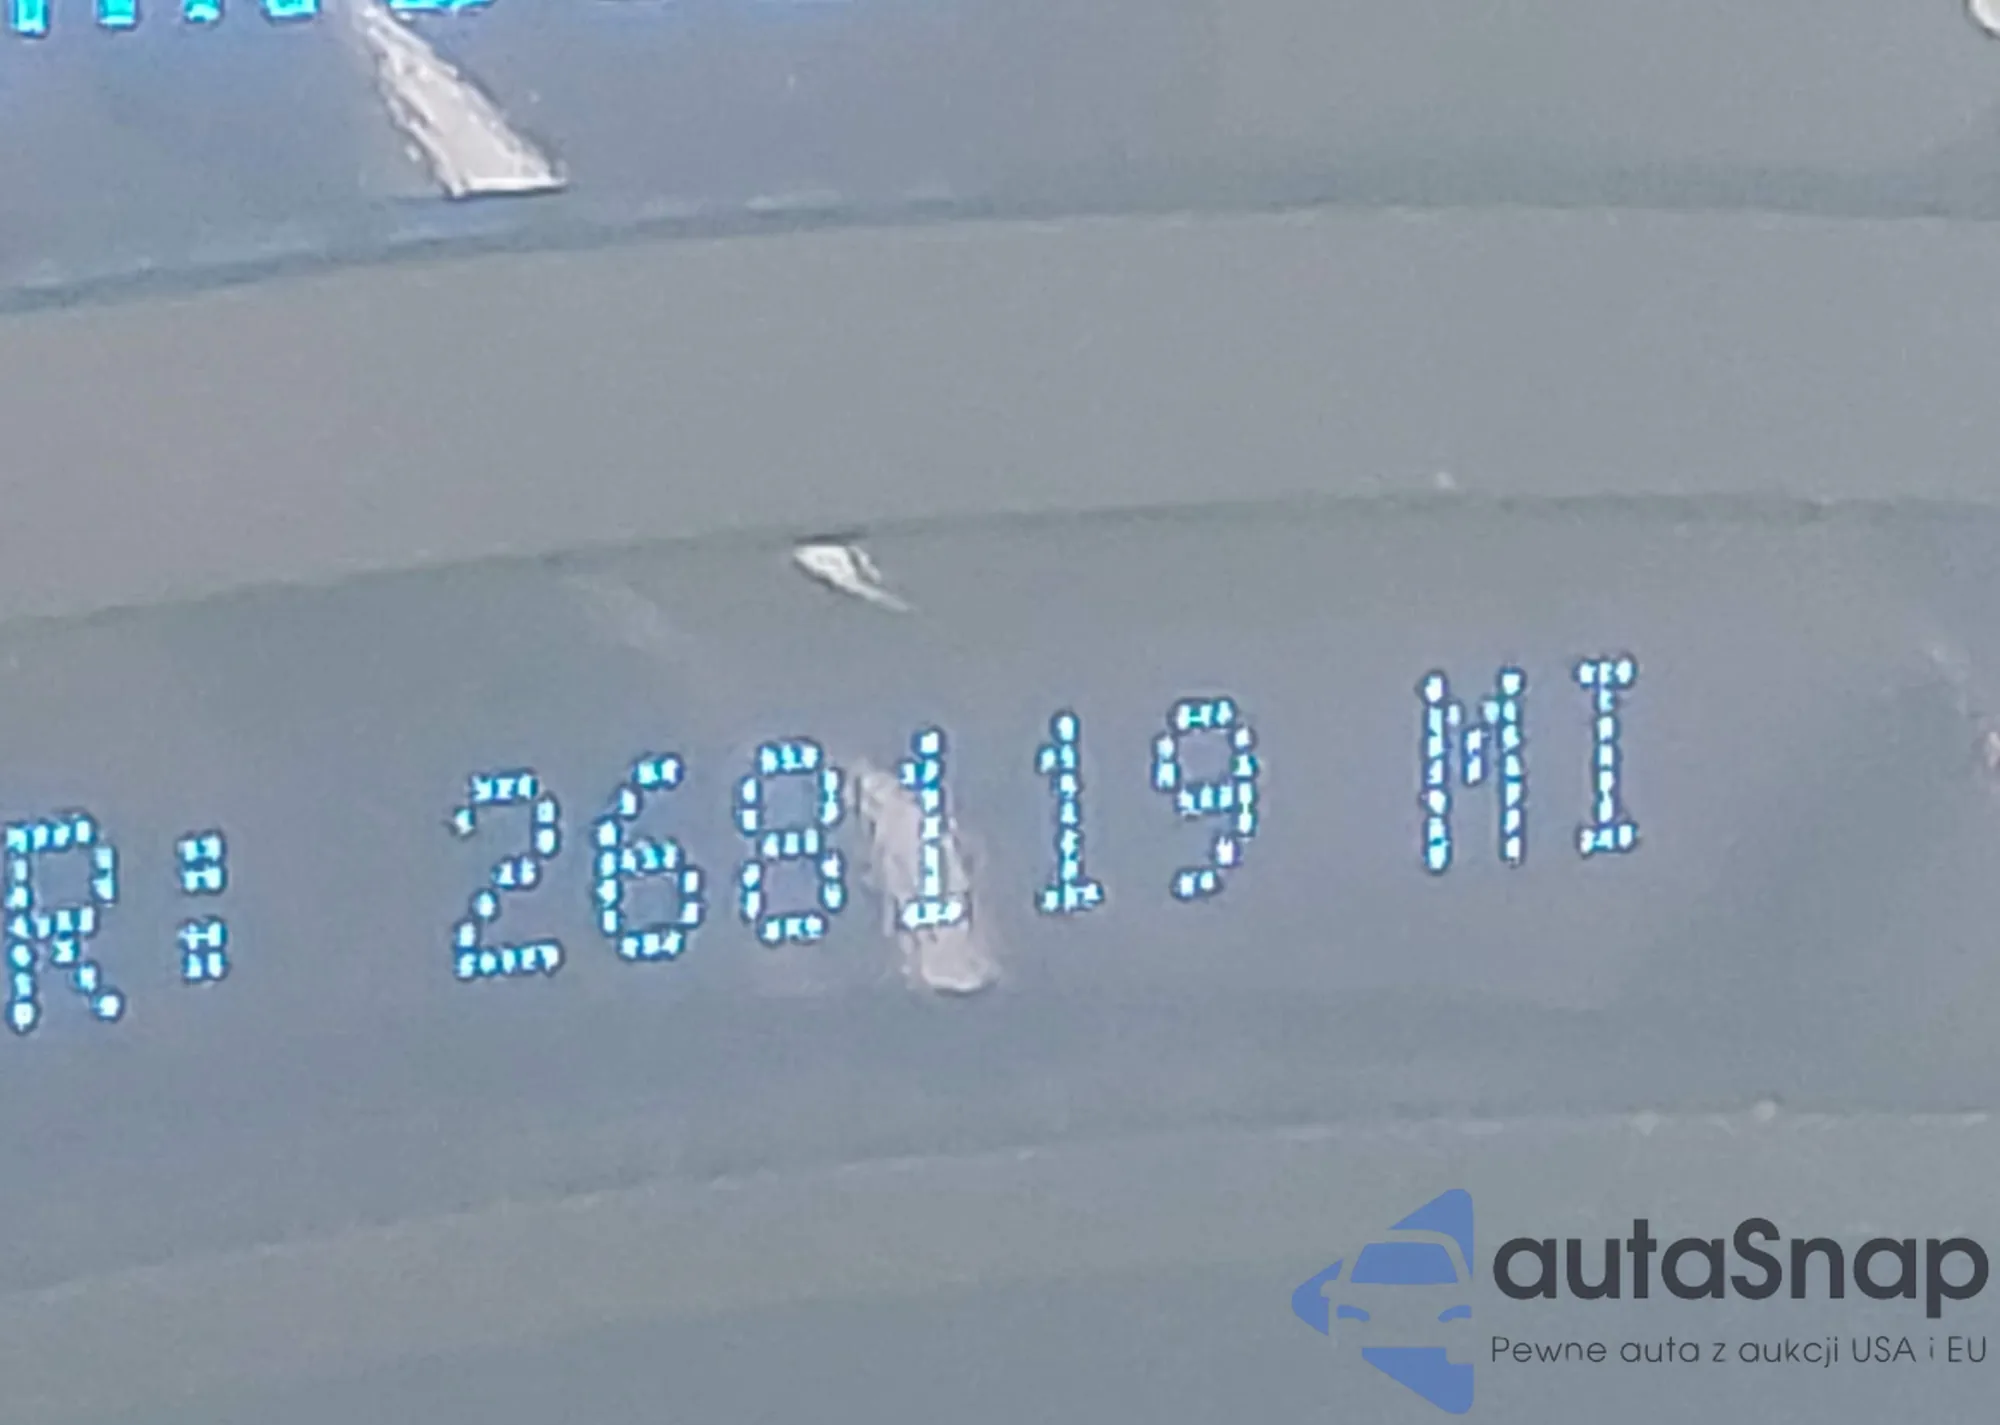 R: 268119 MI
autaSnap
Pewne auta z aukcji USA i EU